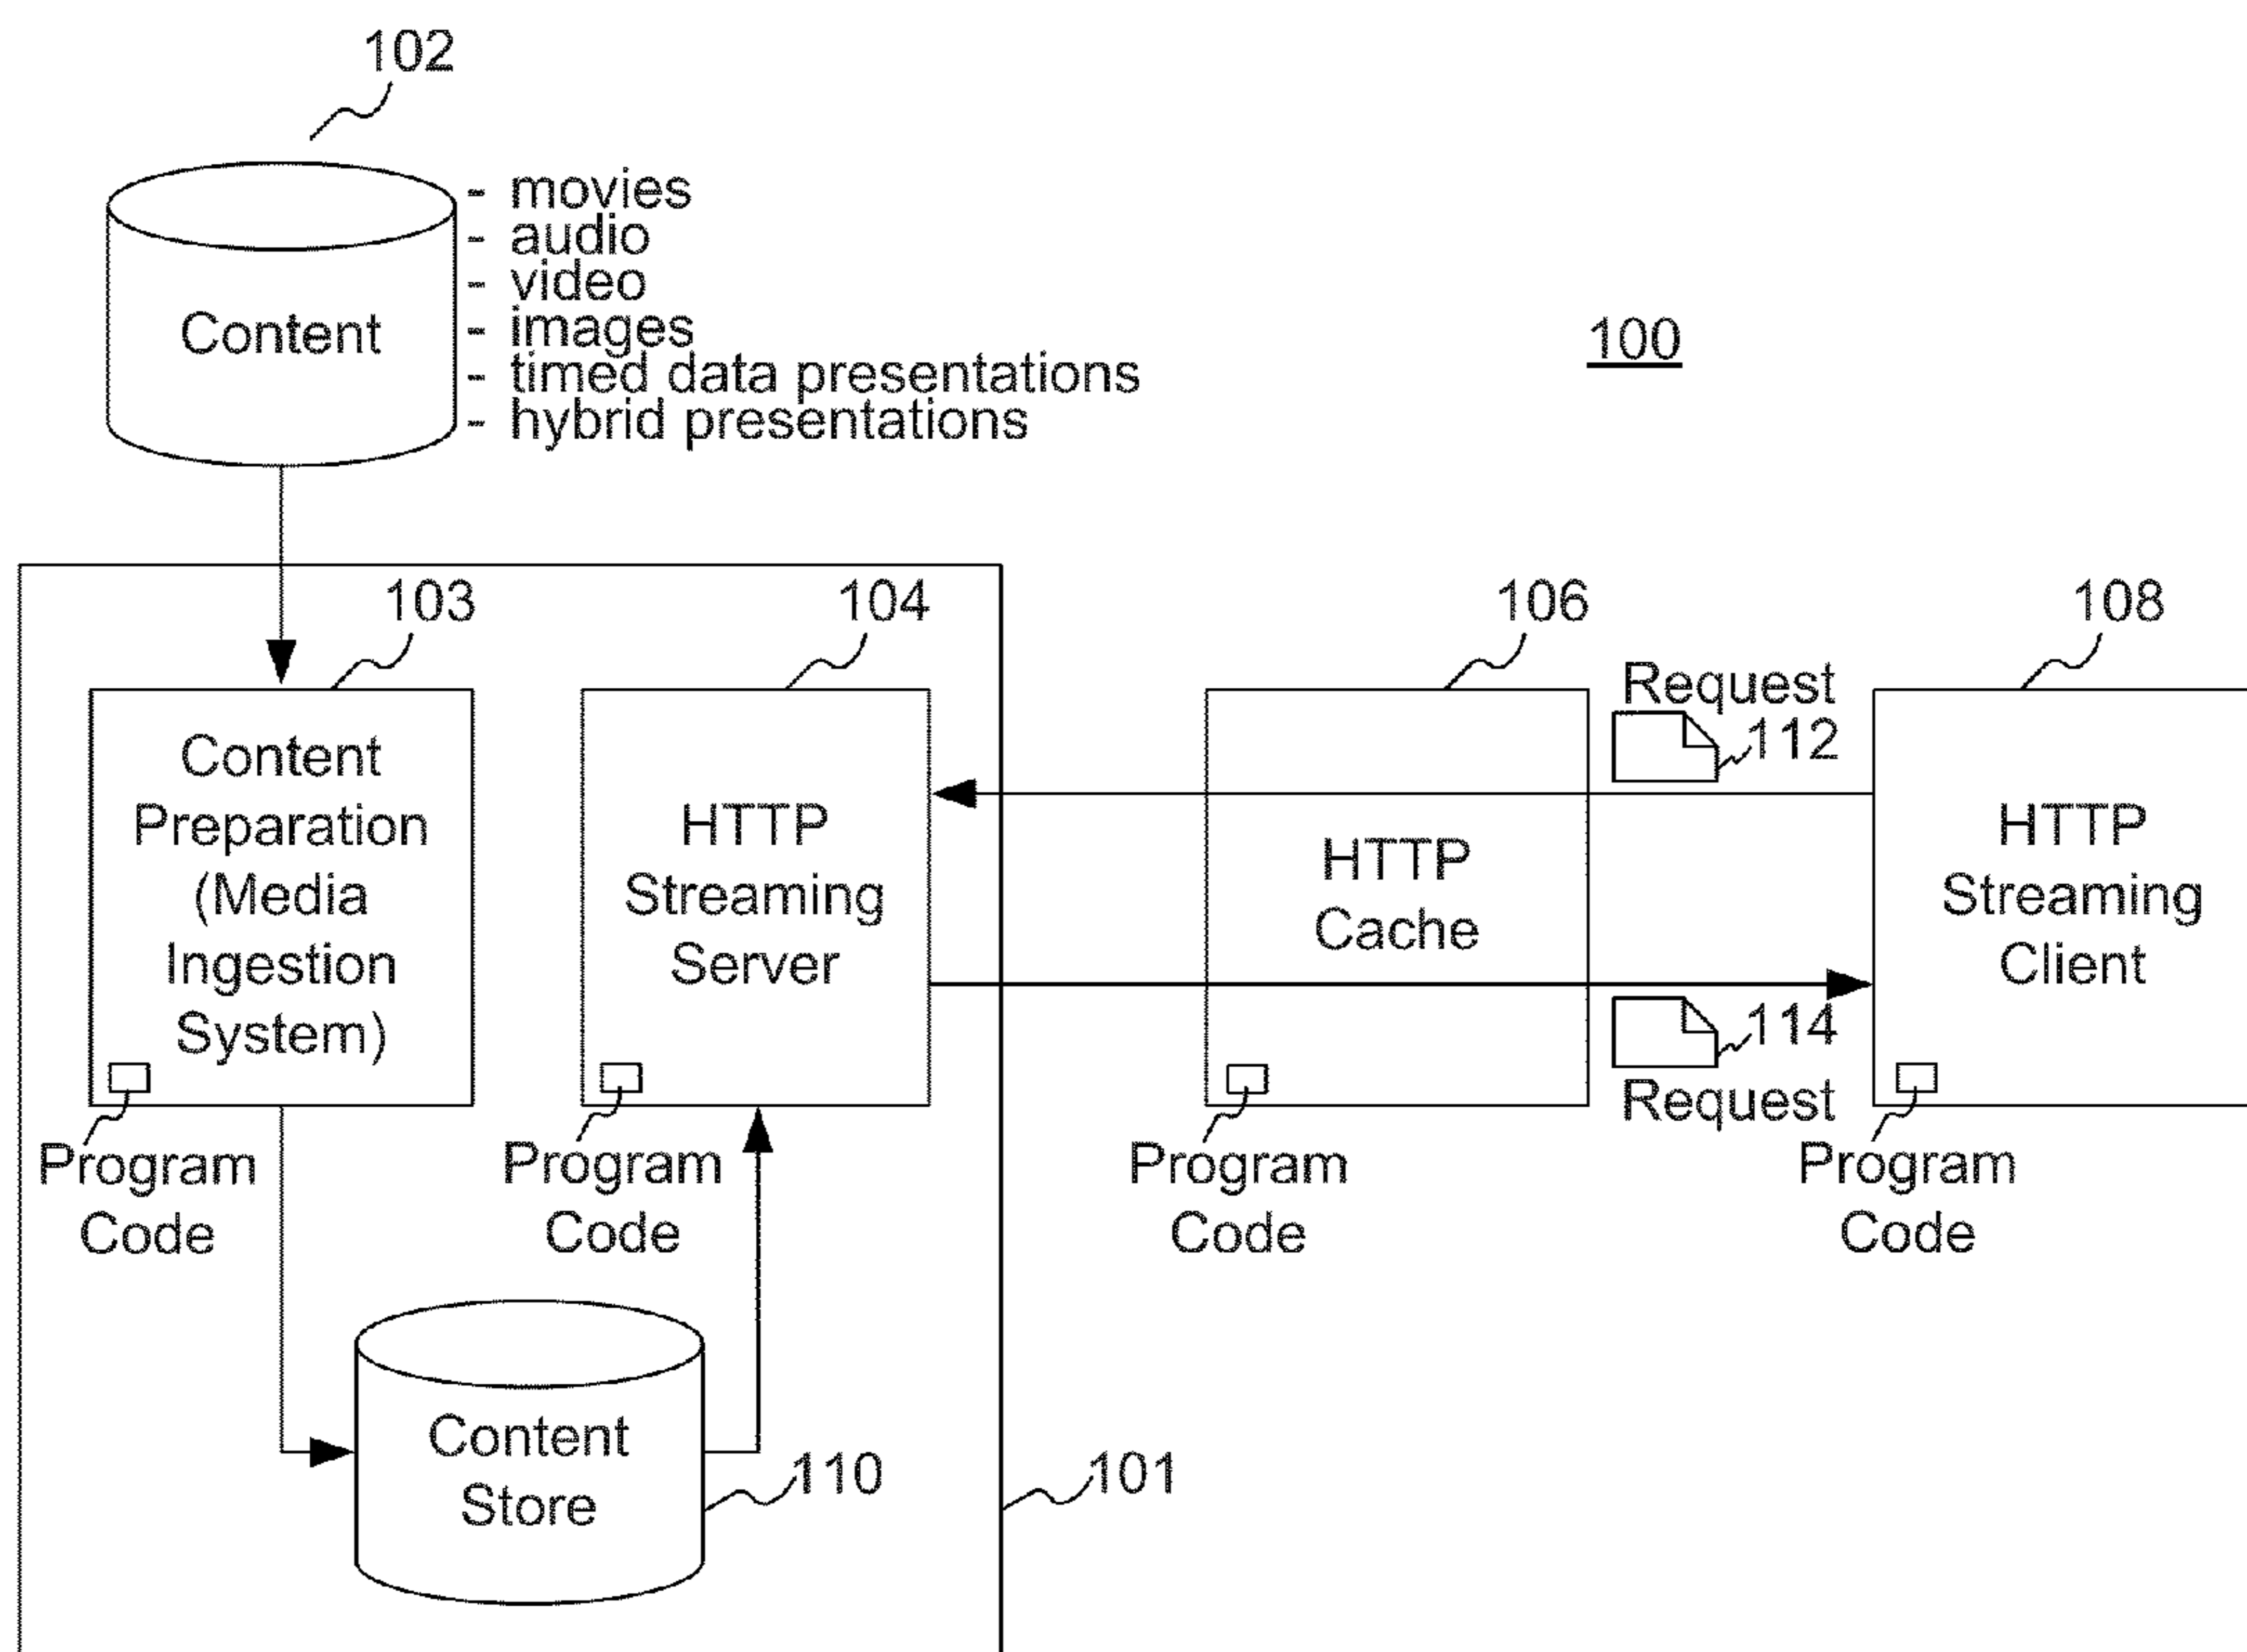 102
- movies
- audio
- video
- images
- timed data presentations
- hybrid presentations
Content
100
103
104
106
108
Content
Preparation
(Media
Ingestion
System)
HTTP
Streaming
Server
HTTP
Cache
Request
112
114
Request
HTTP
Streaming
Client
Program
Code
Program
Code
Program
Code
Program
Code
Content
Store
110
101